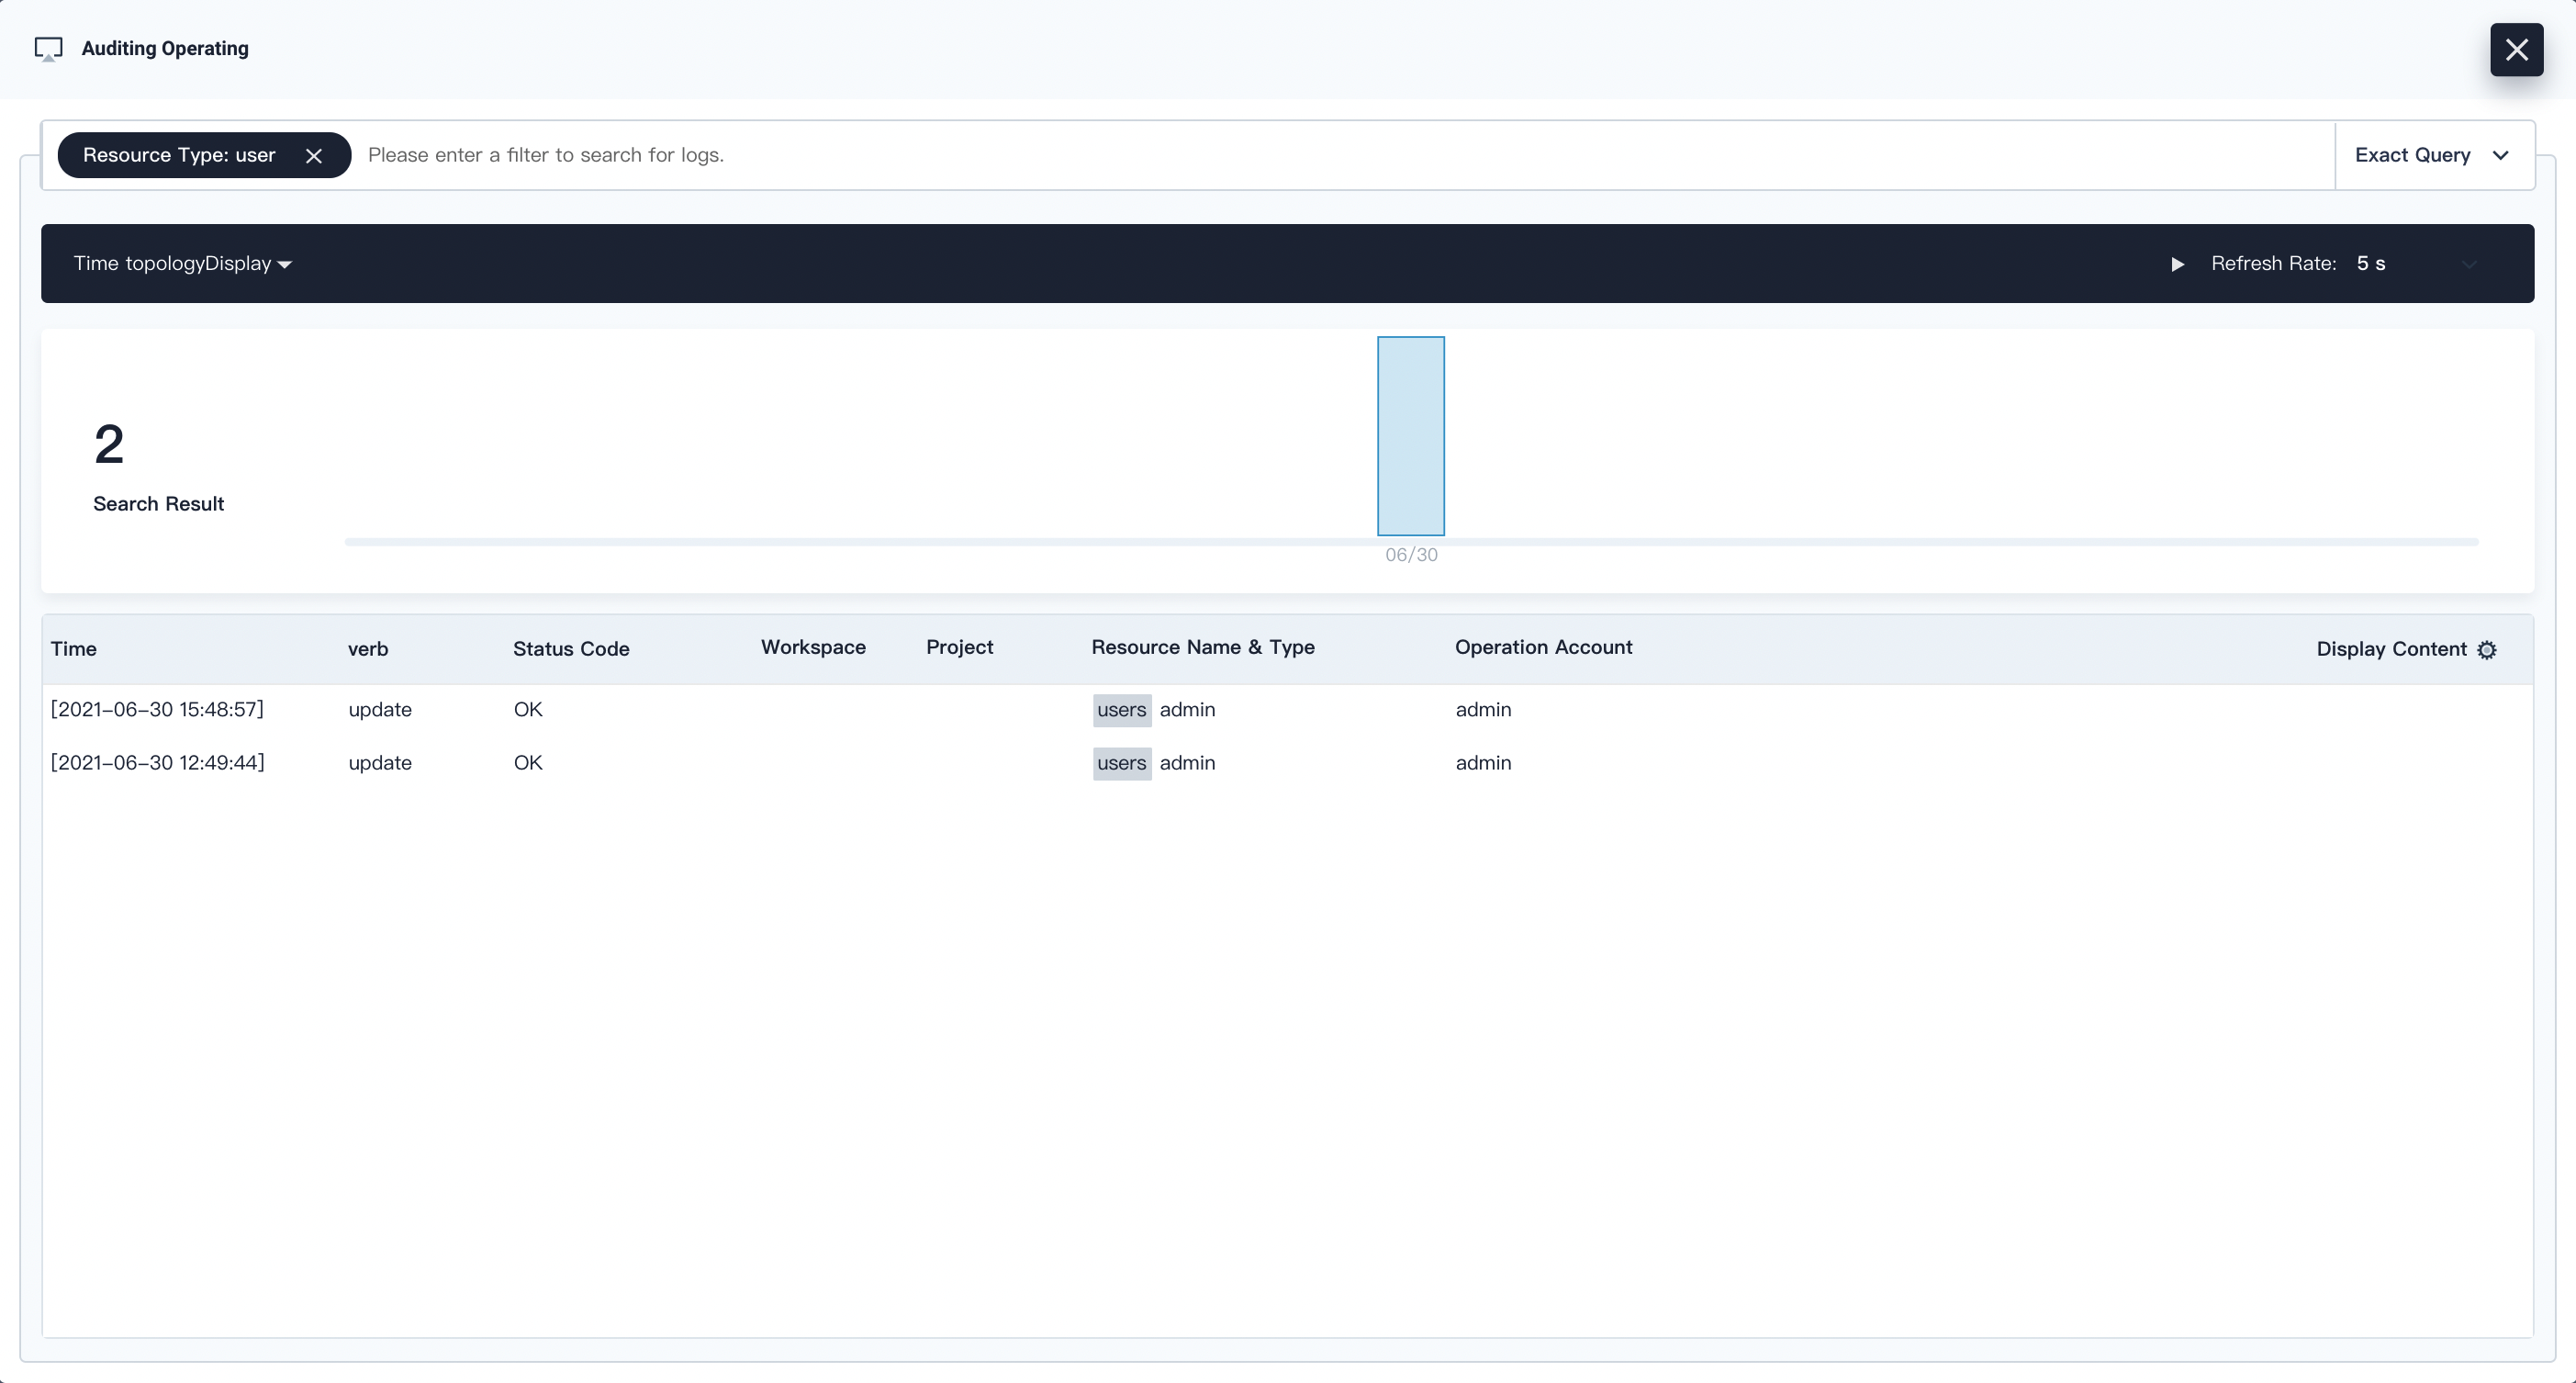 Auditing Operating
Resource Type: user Please enter a filter to search for logs. Exact Query
Time topologyDisplay Refresh Rate: 5 s
2
Search Result
06/30
Time verb Status Code Workspace Project Resource Name & Type Operation Account Display Content
[2021-06-30 15:48:57] update OK users admin admin
[2021-06-30 12:49:44] update OK users admin admin